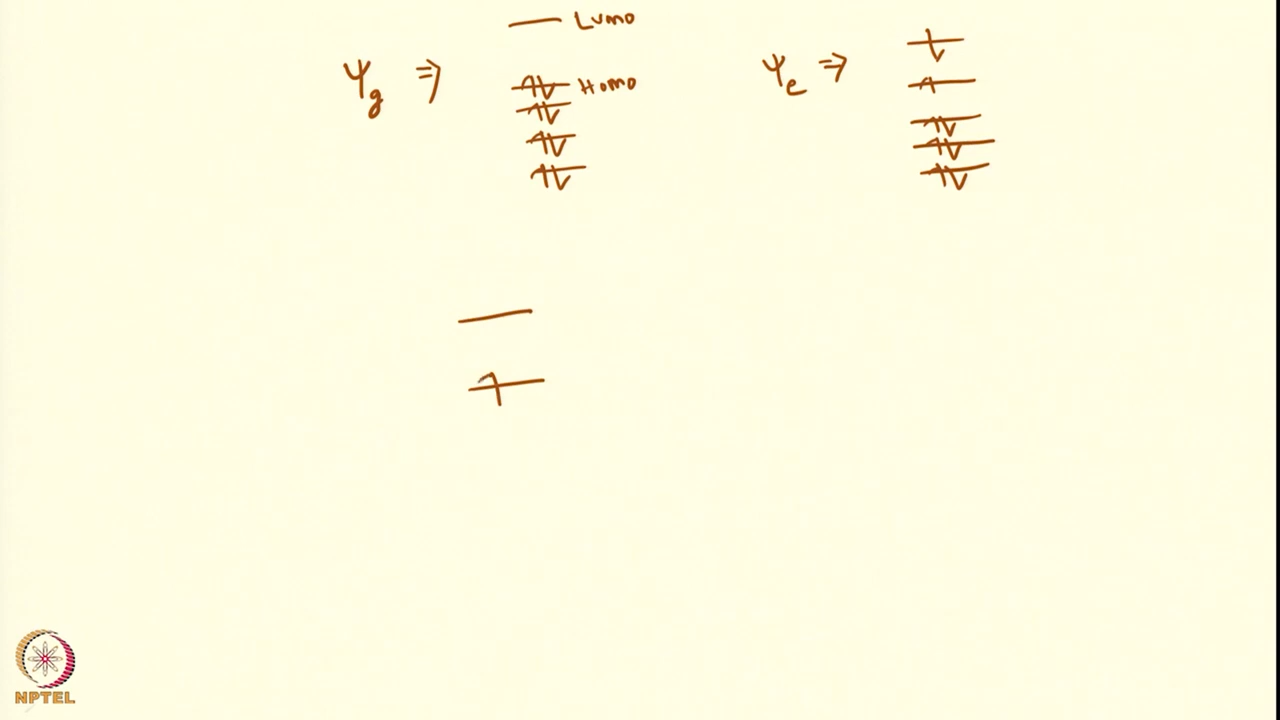 Lumo
Ψg ⇒
Homo
Ψe ⇒
NPTEL